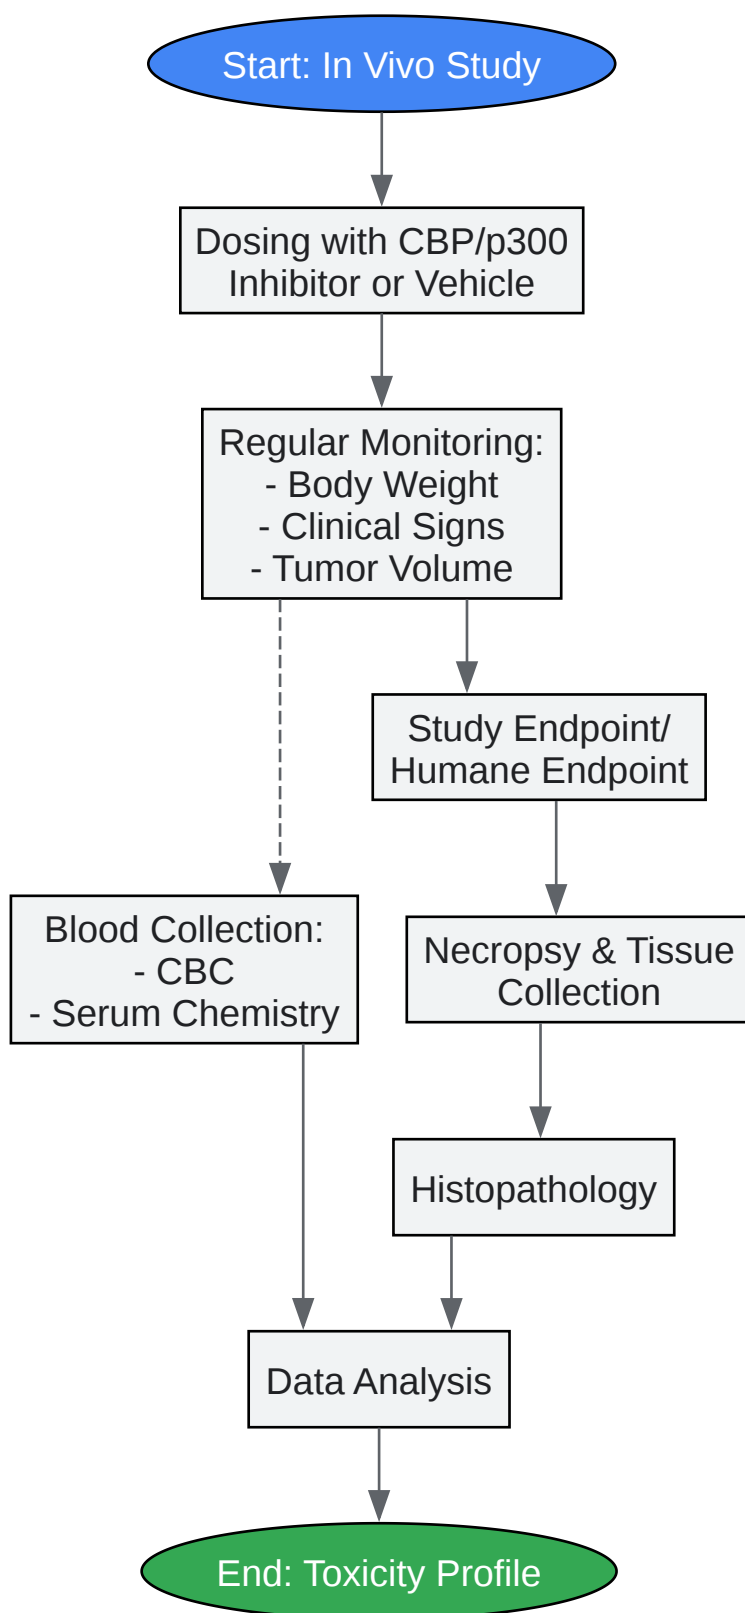 Start: In Vivo Study
Dosing with CBP/p300
Inhibitor or Vehicle
Regular Monitoring:
- Body Weight
- Clinical Signs
- Tumor Volume
Study Endpoint/
Humane Endpoint
Blood Collection:
- CBC
- Serum Chemistry
Necropsy & Tissue
Collection
Histopathology
Data Analysis
End: Toxicity Profile